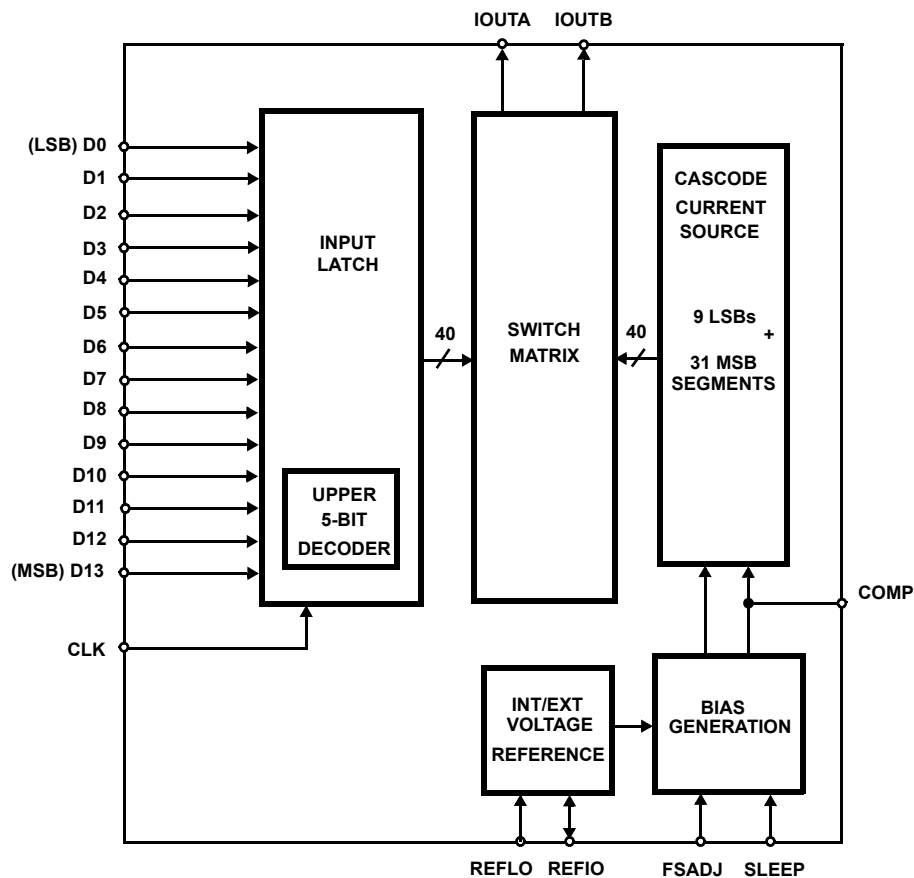 IOUTA IOUTB
(LSB) D0
D1
D2
D3
D4
D5
D6
D7
D8
D9
D10
D11
D12
(MSB) D13
CLK
INPUT
LATCH
UPPER
5-BIT
DECODER
40
SWITCH
MATRIX
40
CASCODE
CURRENT
SOURCE
9 LSBs
+
31 MSB
SEGMENTS
COMP
INT/EXT
VOLTAGE
REFERENCE
BIAS
GENERATION
REFLO REFIO FSADJ SLEEP